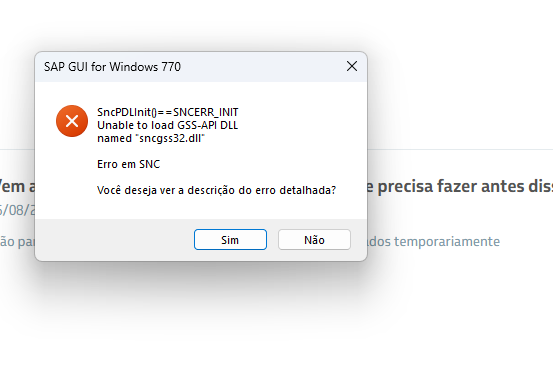 SAP GUI for Windows 770
SncPDLInit()==SNCERR_INIT
Unable to load GSS-API DLL
named "sncgss32.dll"
Erro em SNC
Você deseja ver a descrição do erro detalhada?
Sim
Não
Vem a
e precisa fazer antes diss
/08/2
ão par
dos temporariamente